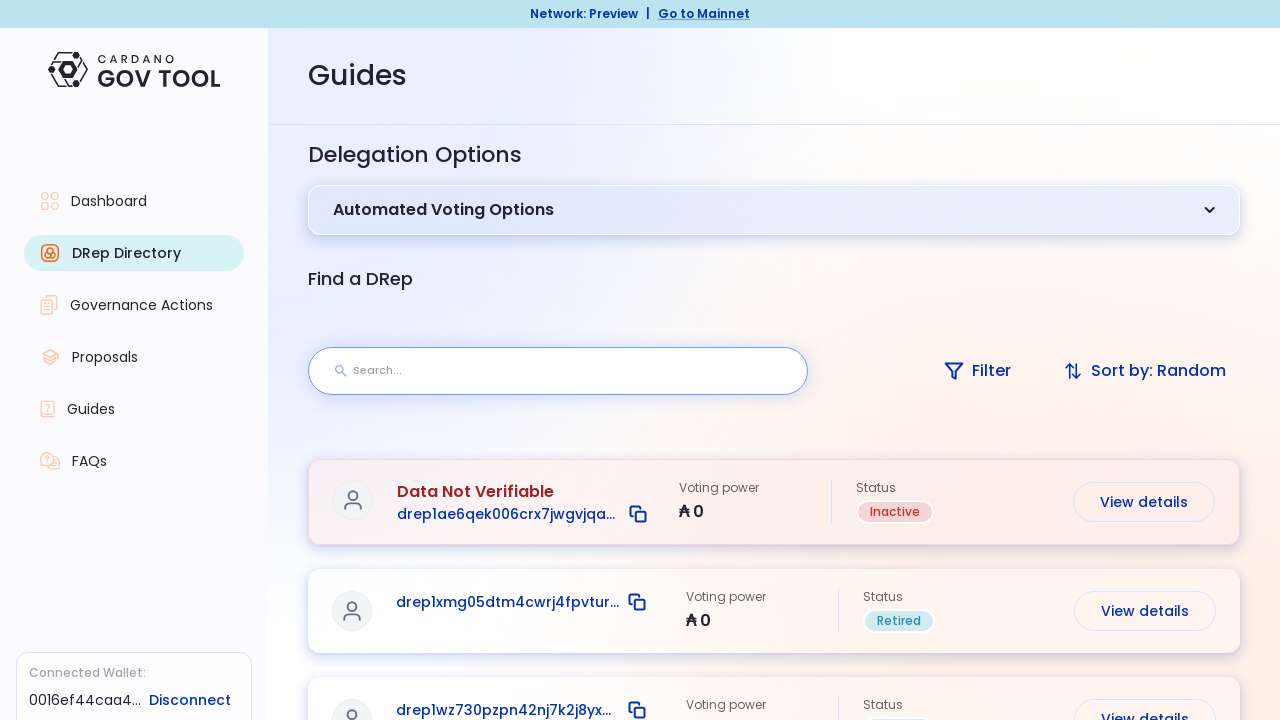 Network: Preview | Go to Mainnet
CARDANO
GOV TOOL
Guides
Dashboard
DRep Directory
Governance Actions
Proposals
Guides
FAQs
Connected Wallet:
0016ef44caa4... Disconnect
Delegation Options
Automated Voting Options
Find a DRep
Search...
Filter
Sort by: Random
Data Not Verifiable
drep1ae6qek006crx7jwgvjqa...
Voting power
₳ 0
Status
Inactive
View details
drep1xmg05dtm4cwrj4fpvtur...
Voting power
₳ 0
Status
Retired
View details
drep1wz730pzpn42nj7k2j8yx...
Voting power
Status
View details